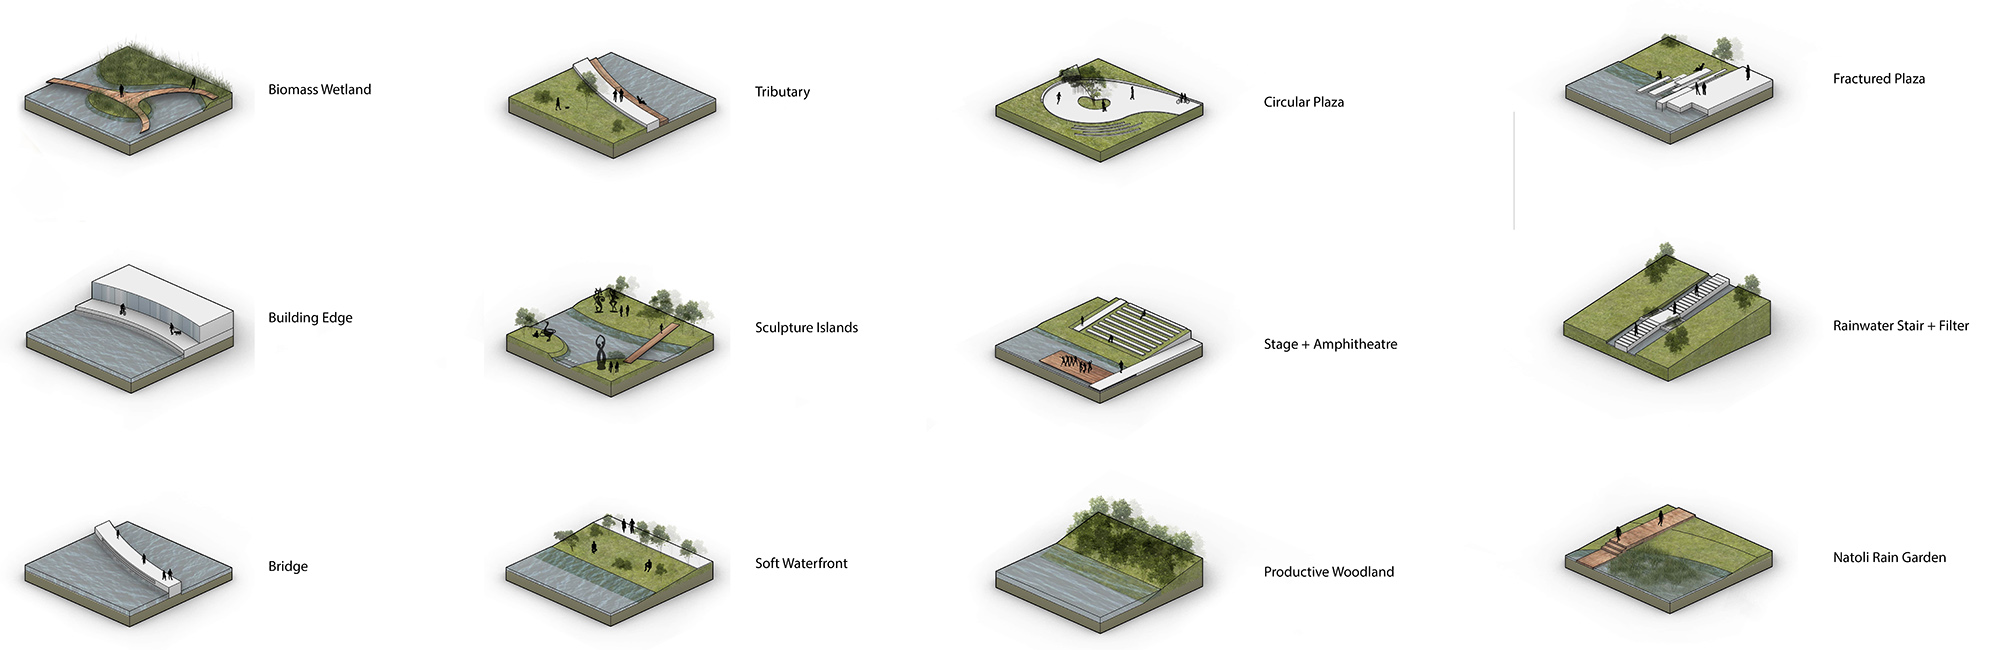 Biomass Wetland
Tributary
Circular Plaza
Fractured Plaza
Building Edge
Sculpture Islands
Stage + Amphitheatre
Rainwater Stair + Filter
Bridge
Soft Waterfront
Productive Woodland
Natoli Rain Garden